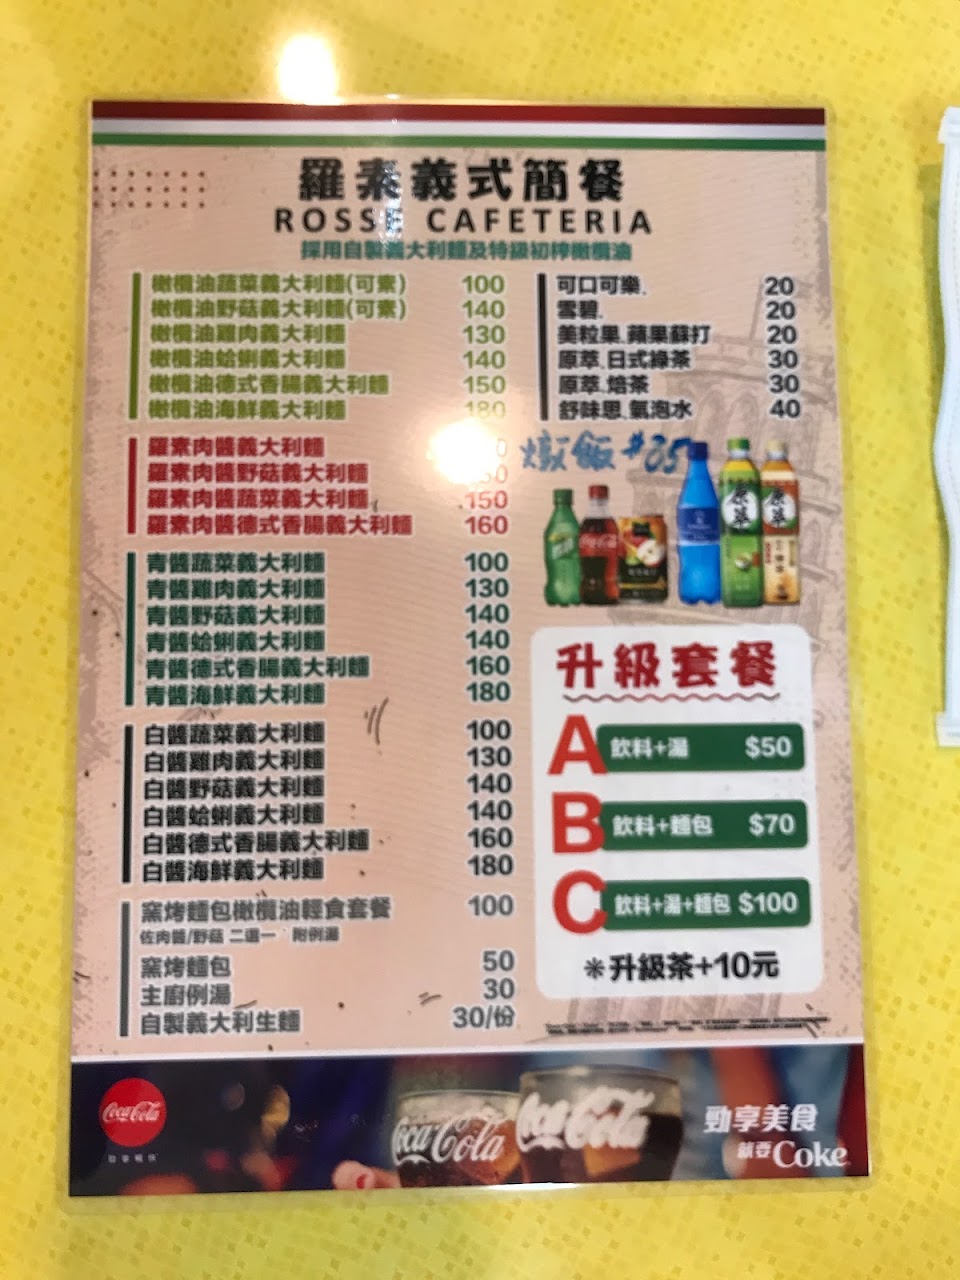 羅素義式簡餐
ROSSE CAFETERIA
採用自製義大利麵及特級初榨橄欖油
橄欖油蔬菜義大利麵(可素) 100
橄欖油野菇義大利麵(可素) 140
橄欖油雞肉義大利麵 130
橄欖油蛤蜊義大利麵 140
橄欖油德式香腸義大利麵 150
橄欖油海鮮義大利麵 180
羅素肉醬義大利麵
羅素肉醬野菇義大利麵
羅素肉醬蔬菜義大利麵 150
羅素肉醬德式香腸義大利麵 160
青醬蔬菜義大利麵 100
青醬雞肉義大利麵 130
青醬野菇義大利麵 140
青醬蛤蜊義大利麵 140
青醬德式香腸義大利麵 160
青醬海鮮義大利麵 180
白醬蔬菜義大利麵 100
白醬雞肉義大利麵 130
白醬野菇義大利麵 140
白醬蛤蜊義大利麵 140
白醬德式香腸義大利麵 160
白醬海鮮義大利麵 180
窯烤麵包橄欖油輕食套餐 100
佐肉醬/野菇 二選一 附例湯
窯烤麵包 50
主廚例湯 30
自製義大利生麵 30/份
可口可樂. 20
雪碧. 20
美粒果.蘋果蘇打 20
原萃.日式綠茶 30
原萃.焙茶 30
舒味思.氣泡水 40
燉飯 #85
Coca-Cola
原萃
原萃
升級套餐
A 飲料+湯 $50
B 飲料+麵包 $70
C 飲料+湯+麵包 $100
※升級茶+10元
Coca-Cola
Coca-Cola
Coca-Cola
勁享美食
就要Coke